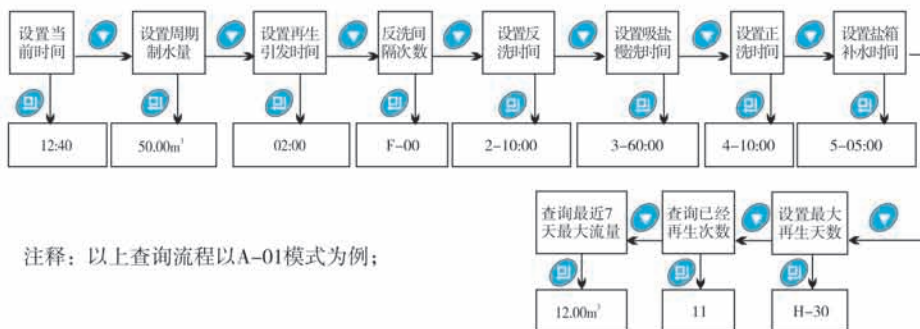 设置当
前时间
设置周期
制水量
设置再生
引发时间
反洗间
隔次数
设置反
洗时间
设置吸盐
慢洗时间
设置正
洗时间
设置盐箱
补水时间
12:40
50.00m³
02:00
F-00
2-10:00
3-60:00
4-10:00
5-05:00
设置最大
再生天数
查询已经
再生次数
查询最近7
天最大流量
H-30
11
12.00m³
注释：以上查询流程以A-01模式为例；